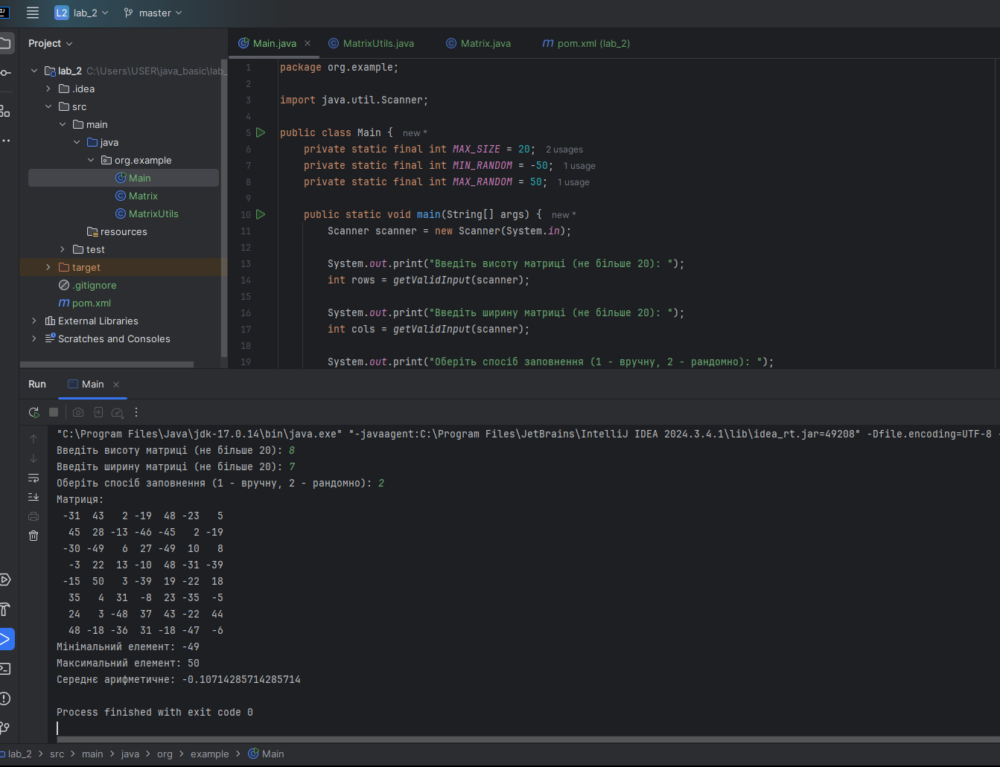 L2 lab_2 master
Project
Main.java MatrixUtils.java Matrix.java pom.xml (lab_2)
lab_2 C:\Users\USER\java_basic\lab_
.idea
src
main
java
org.example
Main
Matrix
MatrixUtils
resources
test
target
.gitignore
pom.xml
External Libraries
Scratches and Consoles
1 package org.example;
2
3 import java.util.Scanner;
4
5 public class Main { new *
6 private static final int MAX_SIZE = 20; 2 usages
7 private static final int MIN_RANDOM = -50; 1 usage
8 private static final int MAX_RANDOM = 50; 1 usage
9
10 public static void main(String[] args) { new *
11 Scanner scanner = new Scanner(System.in);
12
13 System.out.print("Введіть висоту матриці (не більше 20): ");
14 int rows = getValidInput(scanner);
15
16 System.out.print("Введіть ширину матриці (не більше 20): ");
17 int cols = getValidInput(scanner);
18
19 System.out.print("Оберіть спосіб заповнення (1 - вручну, 2 - рандомно): ");
Run Main
"C:\Program Files\Java\jdk-17.0.14\bin\java.exe" "-javaagent:C:\Program Files\JetBrains\IntelliJ IDEA 2024.3.4.1\lib\idea_rt.jar=49208" -Dfile.encoding=UTF-8
Введіть висоту матриці (не більше 20): 8
Введіть ширину матриці (не більше 20): 7
Оберіть спосіб заповнення (1 - вручну, 2 - рандомно): 2
Матриця:
-31 43 2 -19 48 -23 5
45 28 -13 -46 -45 2 -19
-30 -49 6 27 -49 10 8
-3 22 13 -10 48 -31 -39
-15 50 3 -39 19 -22 18
35 4 31 -8 23 -35 -5
24 3 -48 37 43 -22 44
48 -18 -36 31 -18 -47 -6
Мінімальний елемент: -49
Максимальний елемент: 50
Середнє арифметичне: -0.10714285714285714
Process finished with exit code 0
lab_2 > src > main > java > org > example > Main